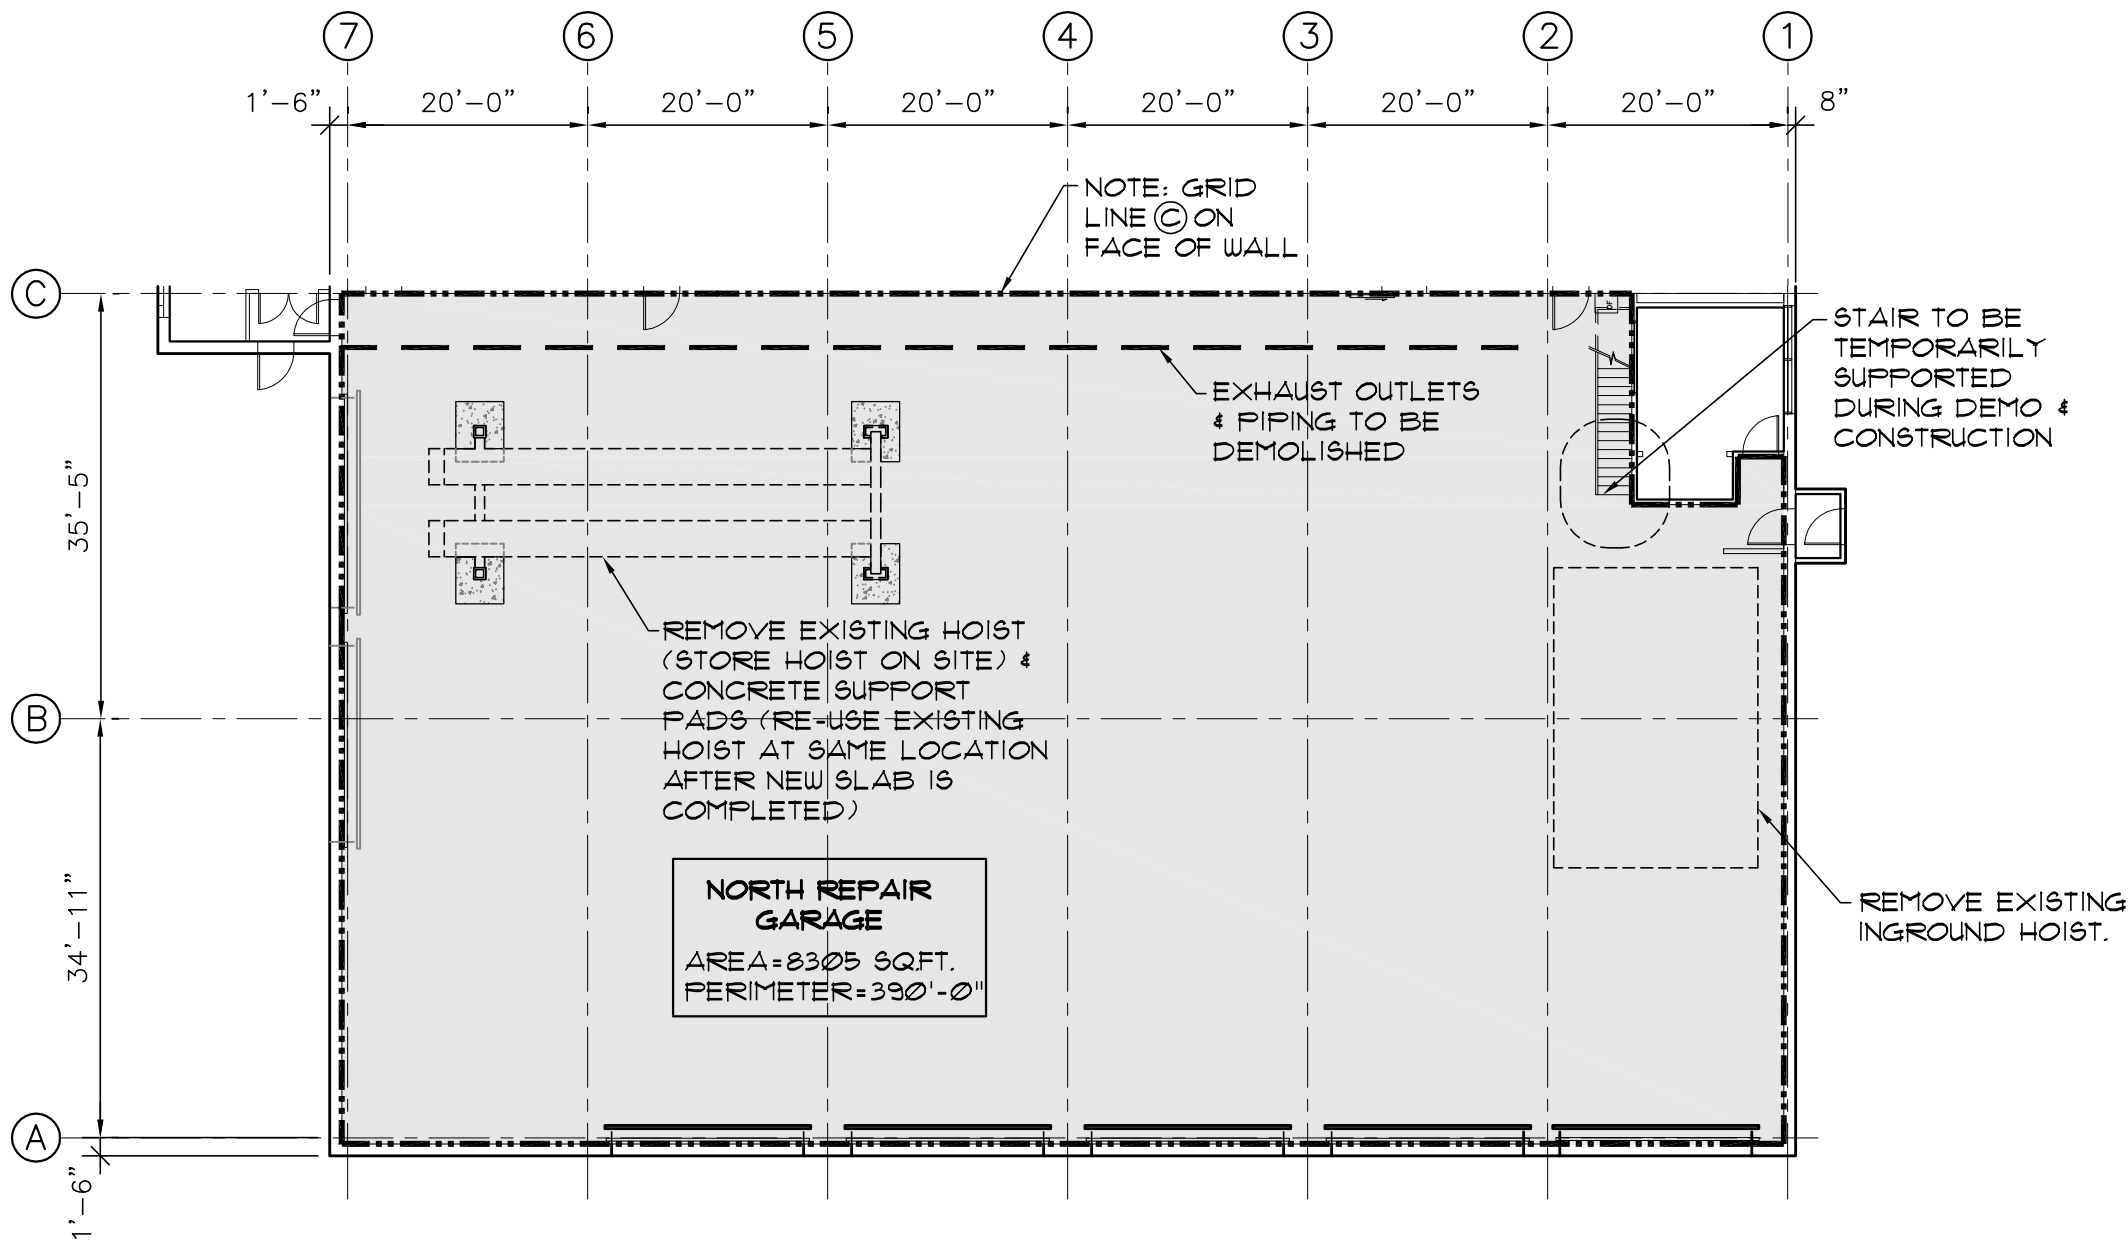 7 6 5 4 3 2 1
1'-6" 20'-0" 20'-0" 20'-0" 20'-0" 20'-0" 20'-0" 8"
NOTE: GRID
LINE C ON
FACE OF WALL
C
DF
STAIR TO BE
TEMPORARILY
SUPPORTED
DURING DEMO &
CONSTRUCTION
EXHAUST OUTLETS
& PIPING TO BE
DEMOLISHED
35'-5"
REMOVE EXISTING HOIST
(STORE HOIST ON SITE) &
CONCRETE SUPPORT
PADS (RE-USE EXISTING
HOIST AT SAME LOCATION
AFTER NEW SLAB IS
COMPLETED)
B
34'-11"
NORTH REPAIR
GARAGE
AREA=8305 SQ.FT.
PERIMETER=390'-0"
REMOVE EXISTING
INGROUND HOIST.
A
1'-6"